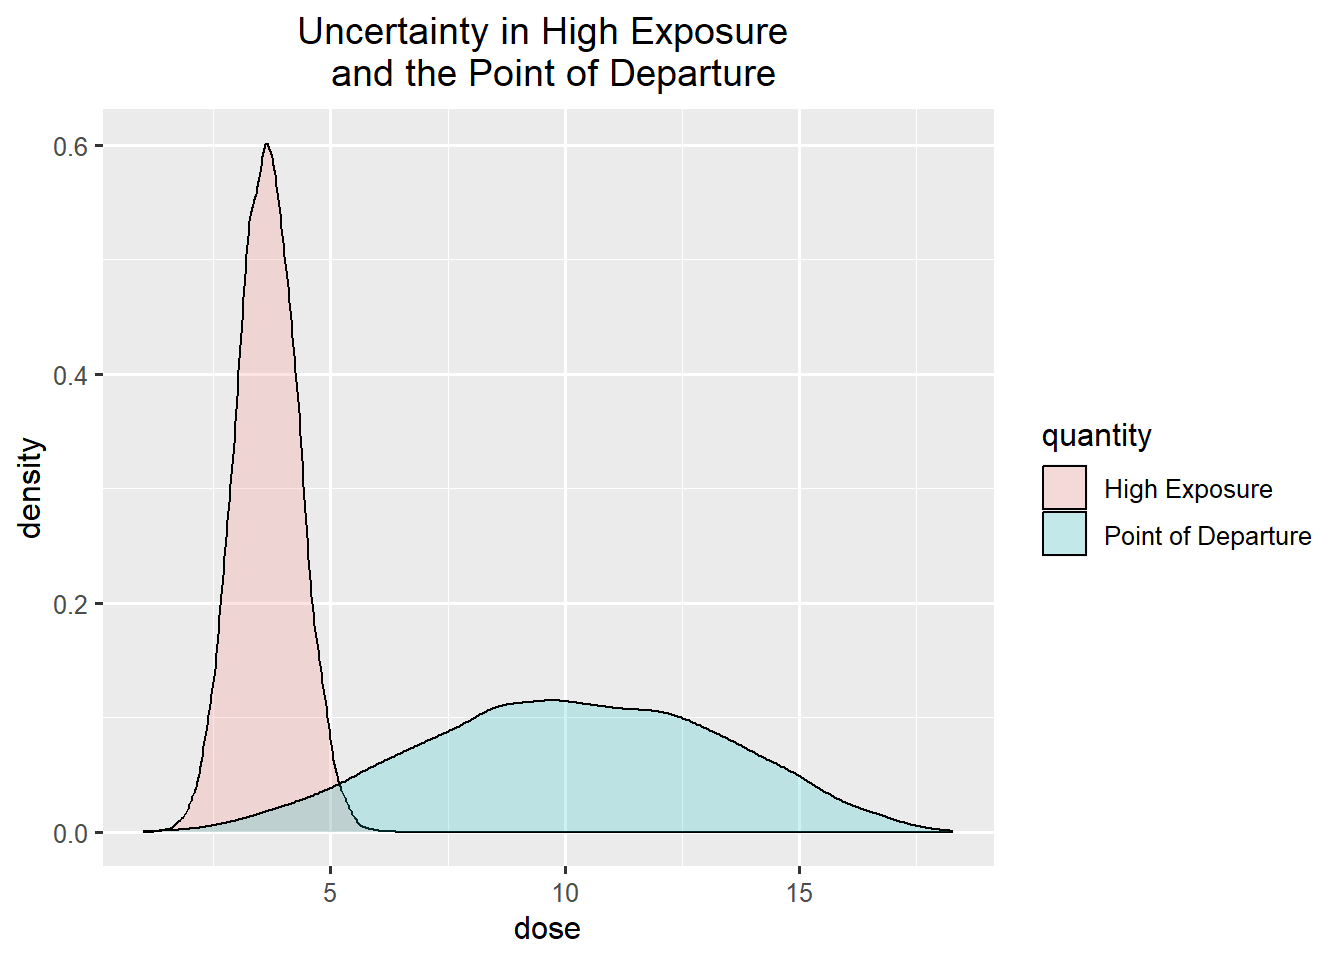 Uncertainty in High Exposure
and the Point of Departure
0.6
0.4
0.2
0.0
density
5 10 15
dose
quantity
High Exposure
Point of Departure